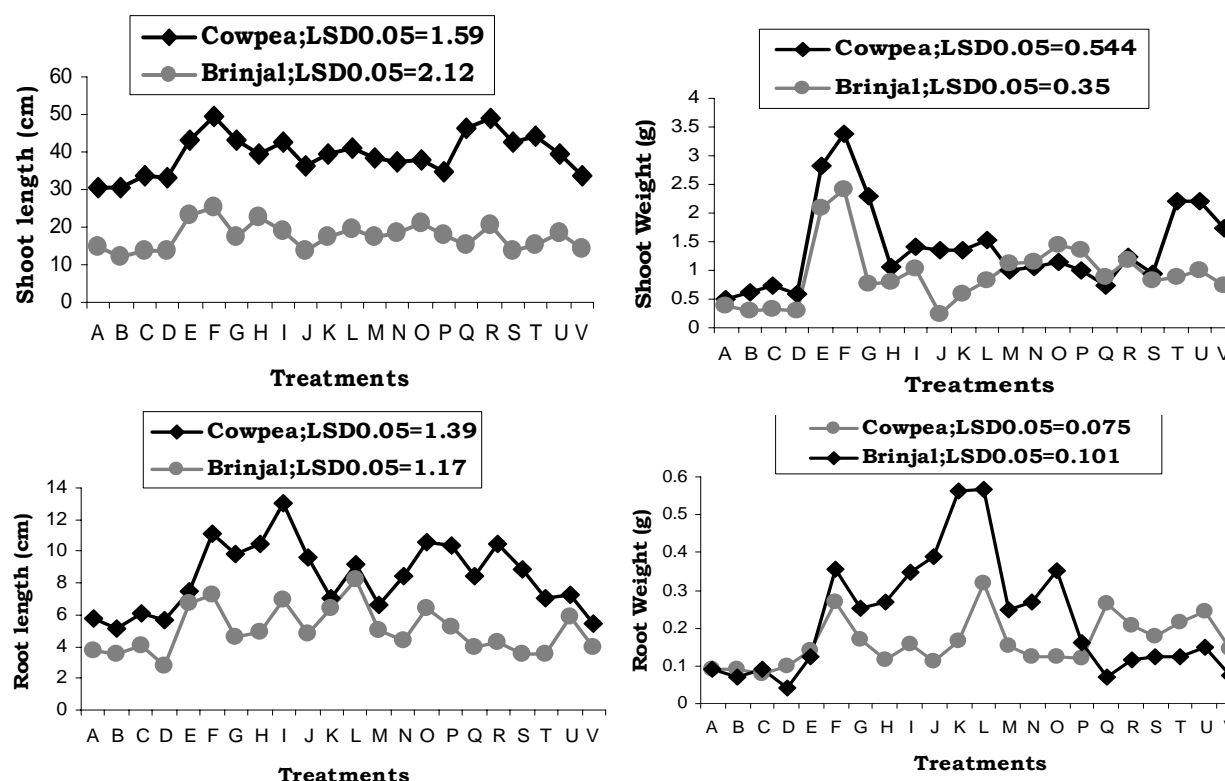 Cowpea;LSD0.05=1.59
Brinjal;LSD0.05=2.12
Shoot length (cm)
60
50
40
30
20
10
0
A B C D E F G H I J K L M N O P Q R S T U V
Treatments
Cowpea;LSD0.05=0.544
Brinjal;LSD0.05=0.35
Shoot Weight (g)
4
3.5
3
2.5
2
1.5
1
0.5
0
A B C D E F G H I J K L M N O P Q R S T U V
Treatments
Cowpea;LSD0.05=1.39
Brinjal;LSD0.05=1.17
Root length (cm)
14
12
10
8
6
4
2
0
A B C D E F G H I J K L M N O P Q R S T U V
Treatments
Cowpea;LSD0.05=0.075
Brinjal;LSD0.05=0.101
Root Weight (g)
0.6
0.5
0.4
0.3
0.2
0.1
0
A B C D E F G H I J K L M N O P Q R S T U V
Treatments